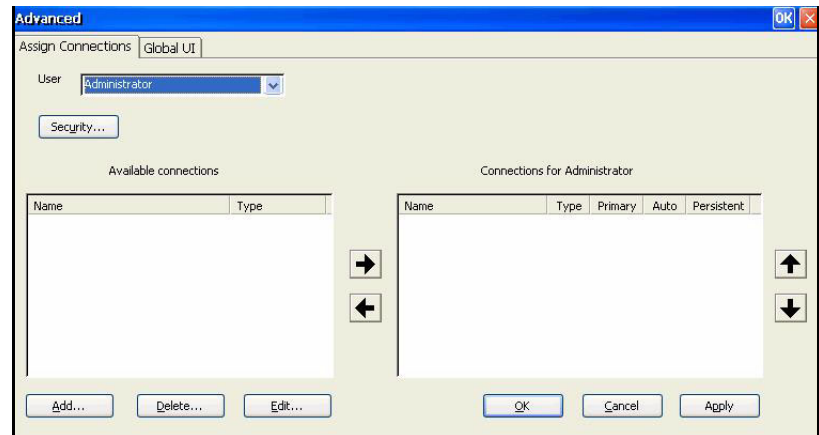 Advanced OK
Assign Connections Global UI
User Administrator
Security...
Available connections Connections for Administrator
Name Type Name Type Primary Auto Persistent
Add... Delete... Edit... OK Cancel Apply